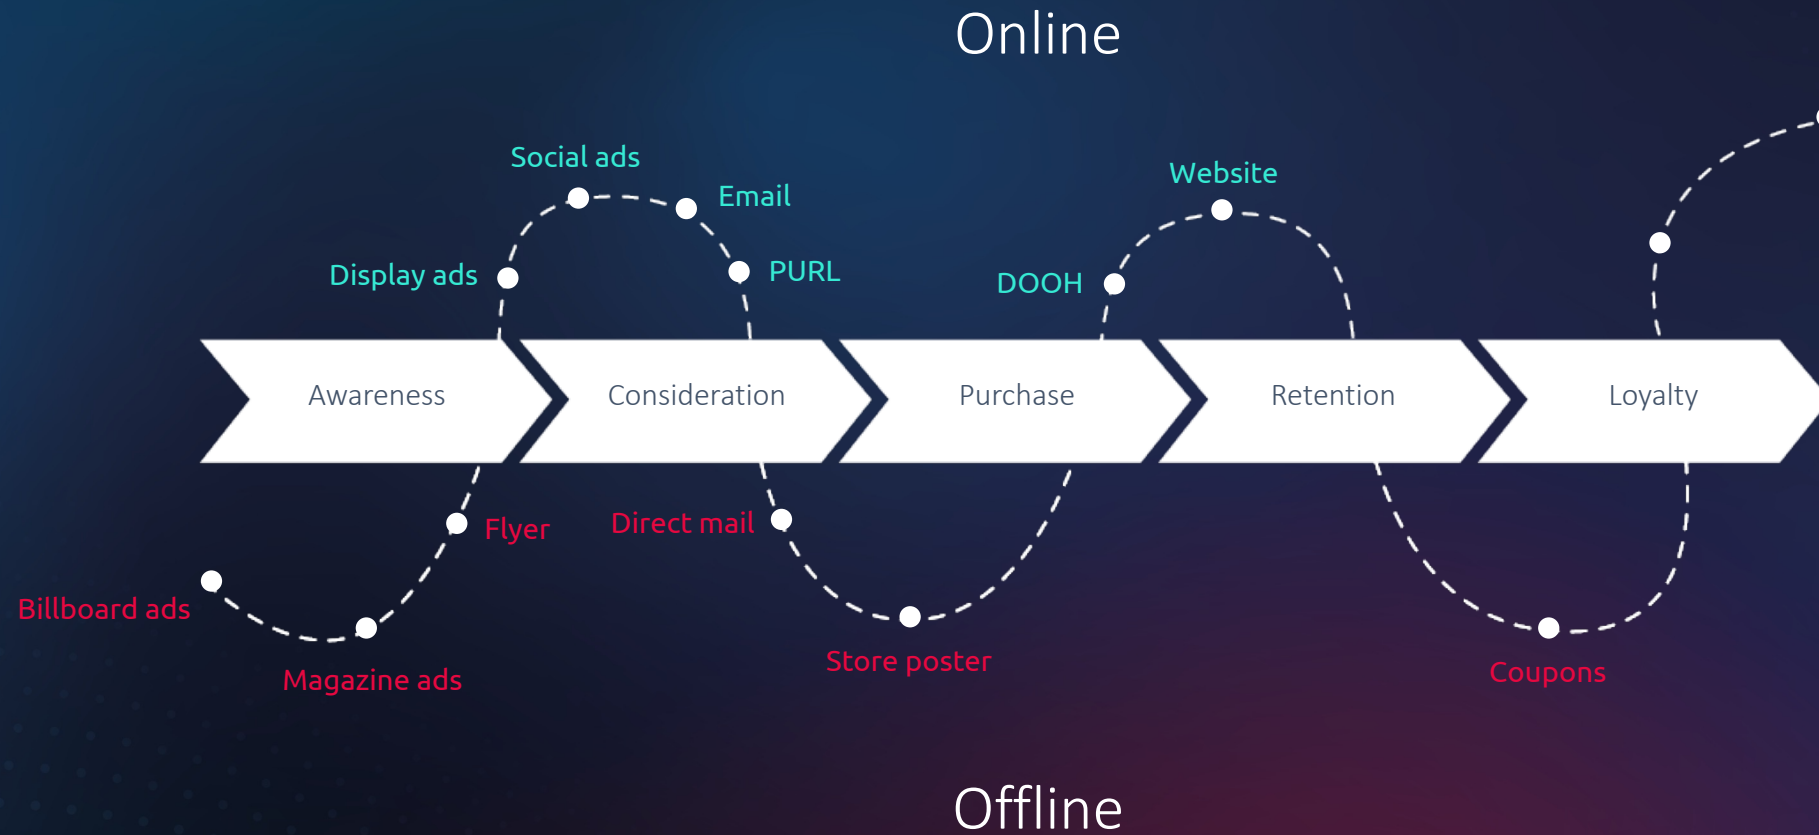 Online
Social ads
Email
Display ads
PURL
Website
DOOH
Awareness
Consideration
Purchase
Retention
Loyalty
Flyer
Direct mail
Billboard ads
Magazine ads
Store poster
Coupons
Offline